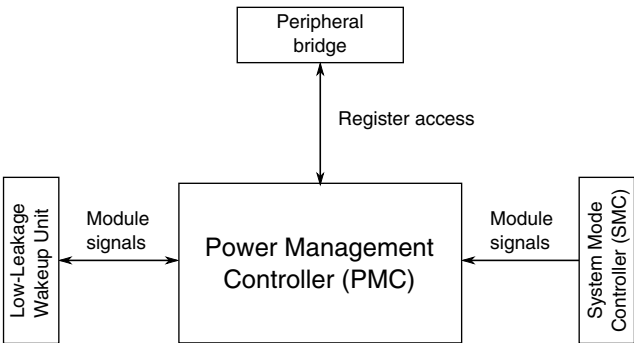 Peripheral
bridge
Register access
Low-Leakage
Wakeup Unit
Module
signals
Power Management
Controller (PMC)
Module
signals
System Mode
Controller (SMC)